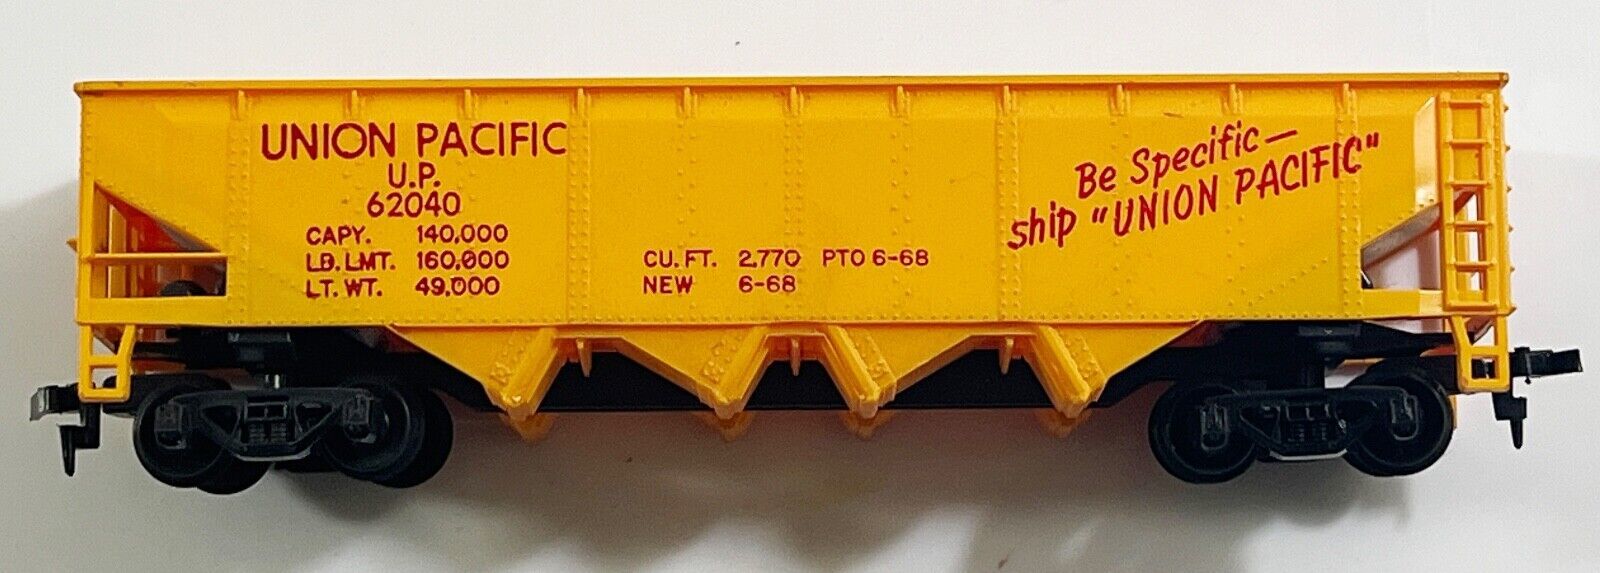 UNION PACIFIC
U.P.
62040
CAPY. 140,000
LD. LMT. 160,000
LT. WT. 49,000
CU. FT. 2,770 PTO 6-68
NEW 6-68
Be Specific—
ship "UNION PACIFIC"